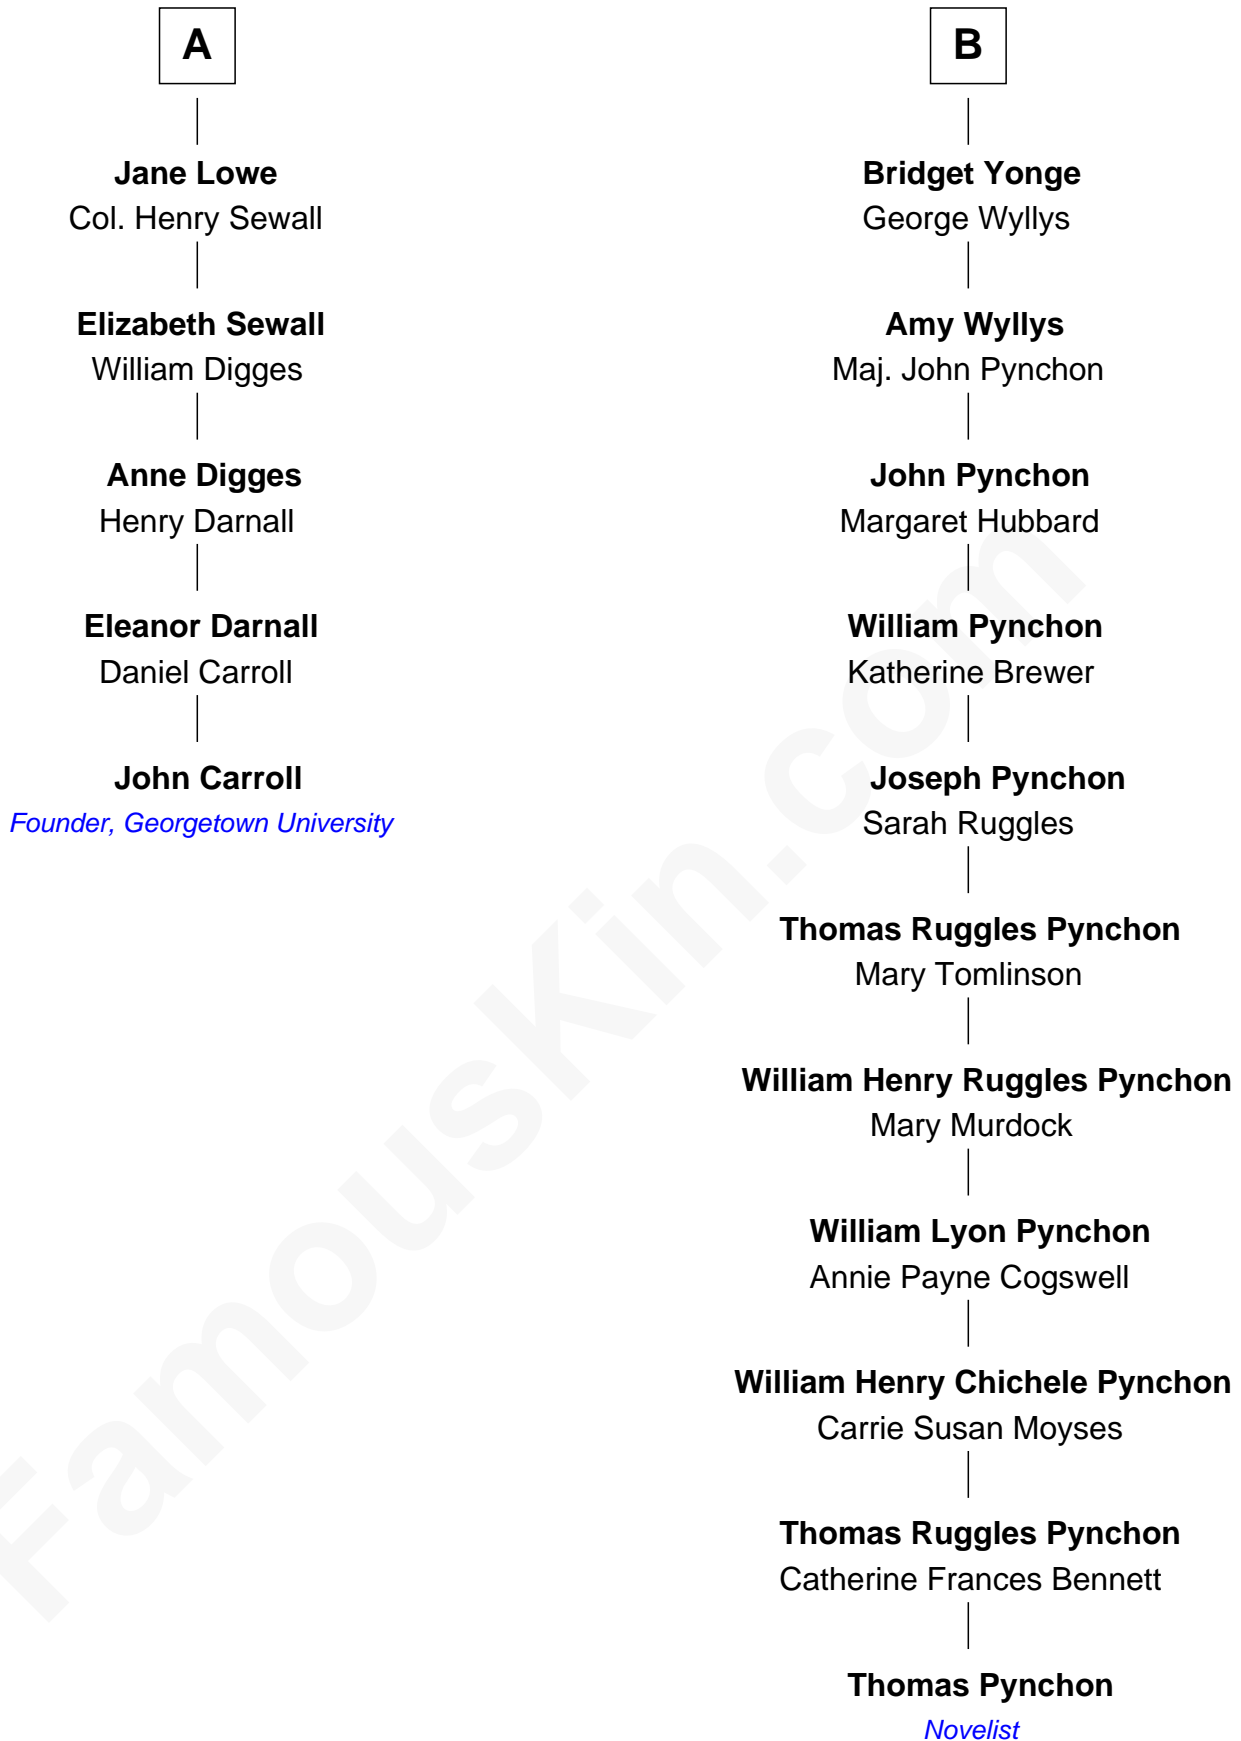 A
Jane Lowe
Col. Henry Sewall
Elizabeth Sewall
William Digges
Anne Digges
Henry Darnall
Eleanor Darnall
Daniel Carroll
John Carroll
Founder, Georgetown University
B
Bridget Yonge
George Wyllys
Amy Wyllys
Maj. John Pynchon
John Pynchon
Margaret Hubbard
William Pynchon
Katherine Brewer
Joseph Pynchon
Sarah Ruggles
Thomas Ruggles Pynchon
Mary Tomlinson
William Henry Ruggles Pynchon
Mary Murdock
William Lyon Pynchon
Annie Payne Cogswell
William Henry Chichele Pynchon
Carrie Susan Moyses
Thomas Ruggles Pynchon
Catherine Frances Bennett
Thomas Pynchon
Novelist
FamousKin.com